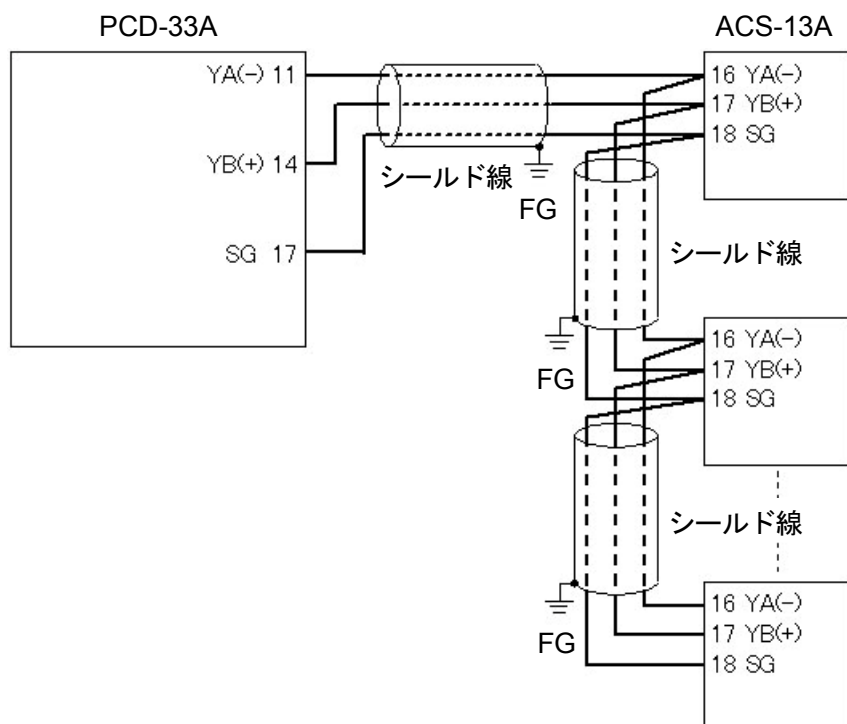 PCD-33A
ACS-13A
YA(-) 11
YB(+) 14
SG 17
シールド線
FG
16 YA(-)
17 YB(+)
18 SG
シールド線
FG
16 YA(-)
17 YB(+)
18 SG
シールド線
FG
16 YA(-)
17 YB(+)
18 SG